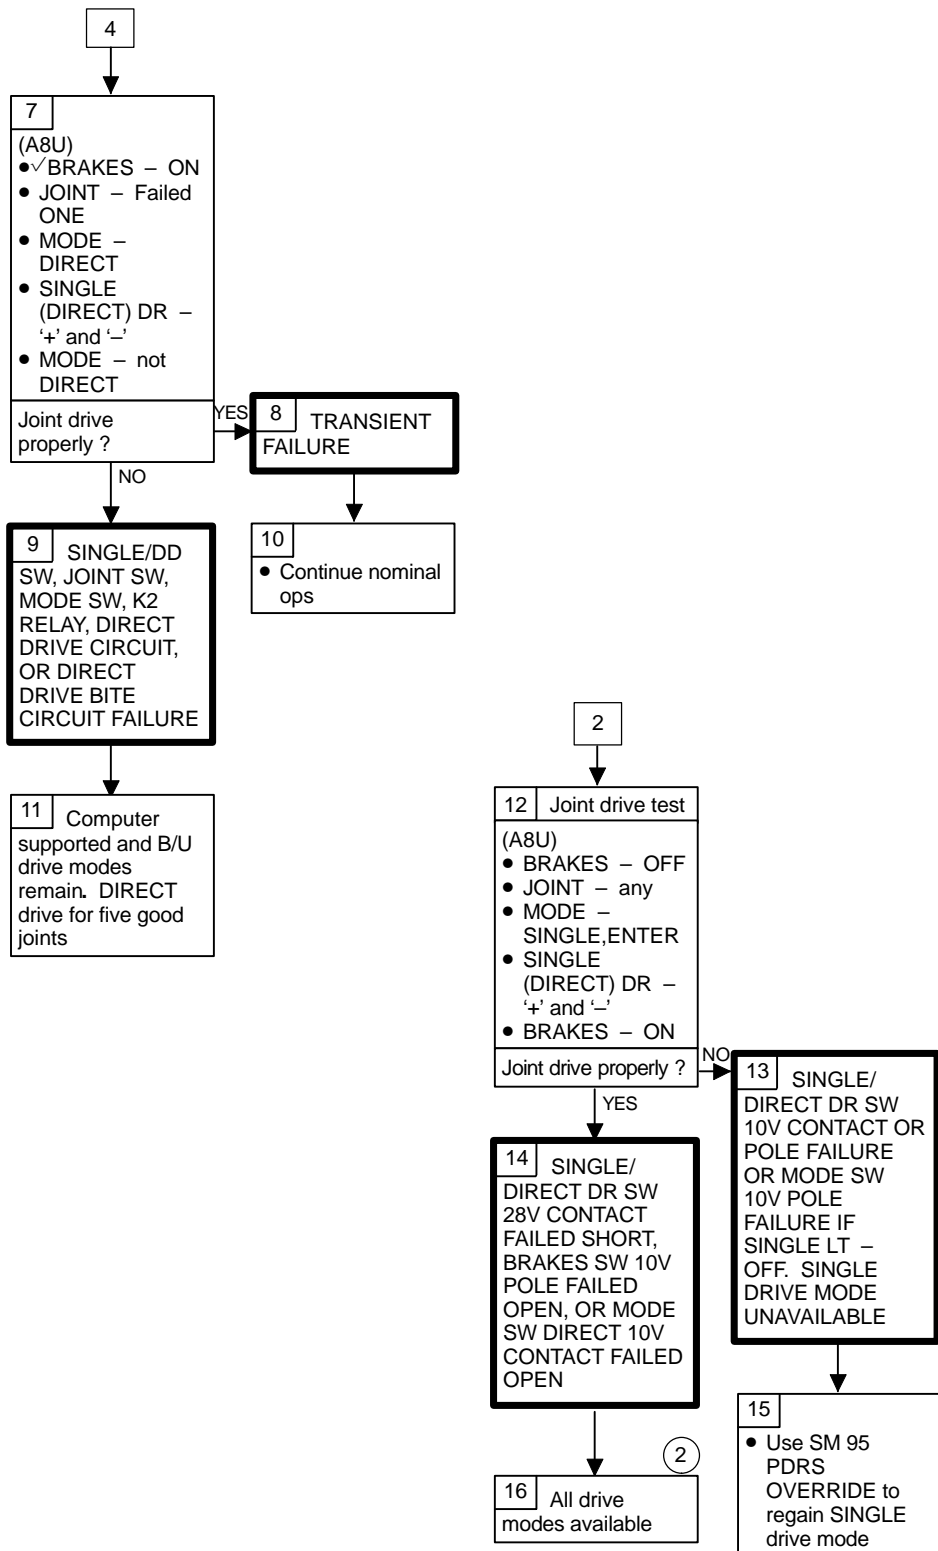 4
7
(A8U)
●√BRAKES – ON
● JOINT – Failed
ONE
● MODE –
DIRECT
● SINGLE
(DIRECT) DR –
‘+’ and ‘–’
● MODE – not
DIRECT
Joint drive
properly ?
YES
NO
8 TRANSIENT
FAILURE
10
● Continue nominal
ops
9 SINGLE/DD
SW, JOINT SW,
MODE SW, K2
RELAY, DIRECT
DRIVE CIRCUIT,
OR DIRECT
DRIVE BITE
CIRCUIT FAILURE
11 Computer
supported and B/U
drive modes
remain. DIRECT
drive for five good
joints
2
12 Joint drive test
(A8U)
● BRAKES – OFF
● JOINT – any
● MODE –
SINGLE,ENTER
● SINGLE
(DIRECT) DR –
‘+’ and ‘–’
● BRAKES – ON
Joint drive properly ?
NO
YES
13 SINGLE/
DIRECT DR SW
10V CONTACT OR
POLE FAILURE
OR MODE SW
10V POLE
FAILURE IF
SINGLE LT –
OFF. SINGLE
DRIVE MODE
UNAVAILABLE
14 SINGLE/
DIRECT DR SW
28V CONTACT
FAILED SHORT,
BRAKES SW 10V
POLE FAILED
OPEN, OR MODE
SW DIRECT 10V
CONTACT FAILED
OPEN
15
● Use SM 95
PDRS
OVERRIDE to
regain SINGLE
drive mode
2
16 All drive
modes available